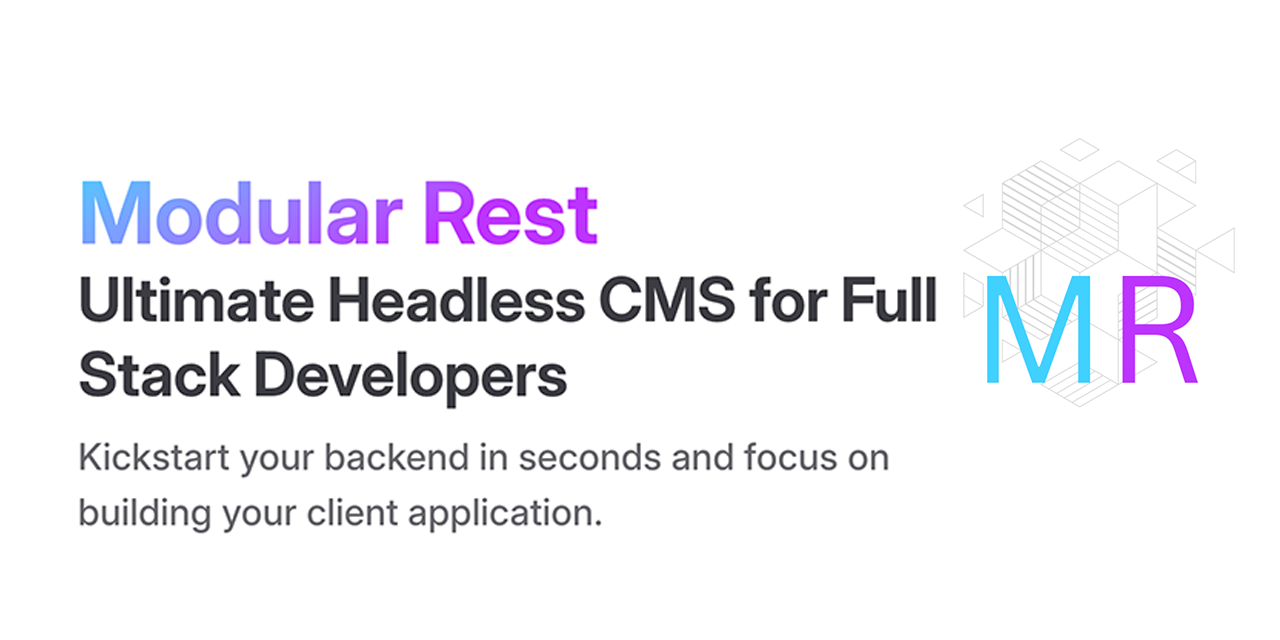 Modular Rest
Ultimate Headless CMS for Full
Stack Developers
Kickstart your backend in seconds and focus on
building your client application.
MR